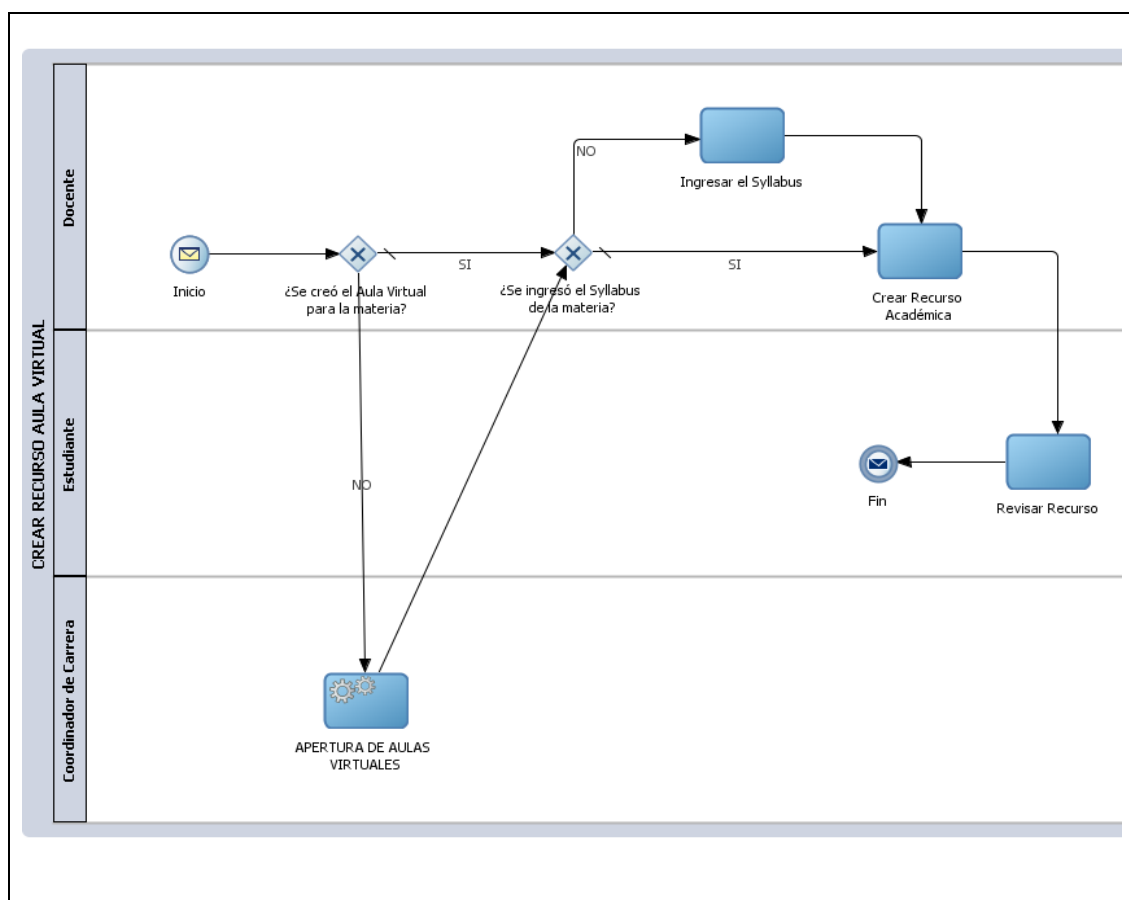 CREAR RECURSO AULA VIRTUAL
Docente
NO
Ingresar el Syllabus
Inicio
SI
SI
¿Se creó el Aula Virtual
para la materia?
¿Se ingresó el Syllabus
de la materia?
Crear Recurso
Académica
Estudiante
NO
Fin
Revisar Recurso
Coordinador de Carrera
APERTURA DE AULAS
VIRTUALES